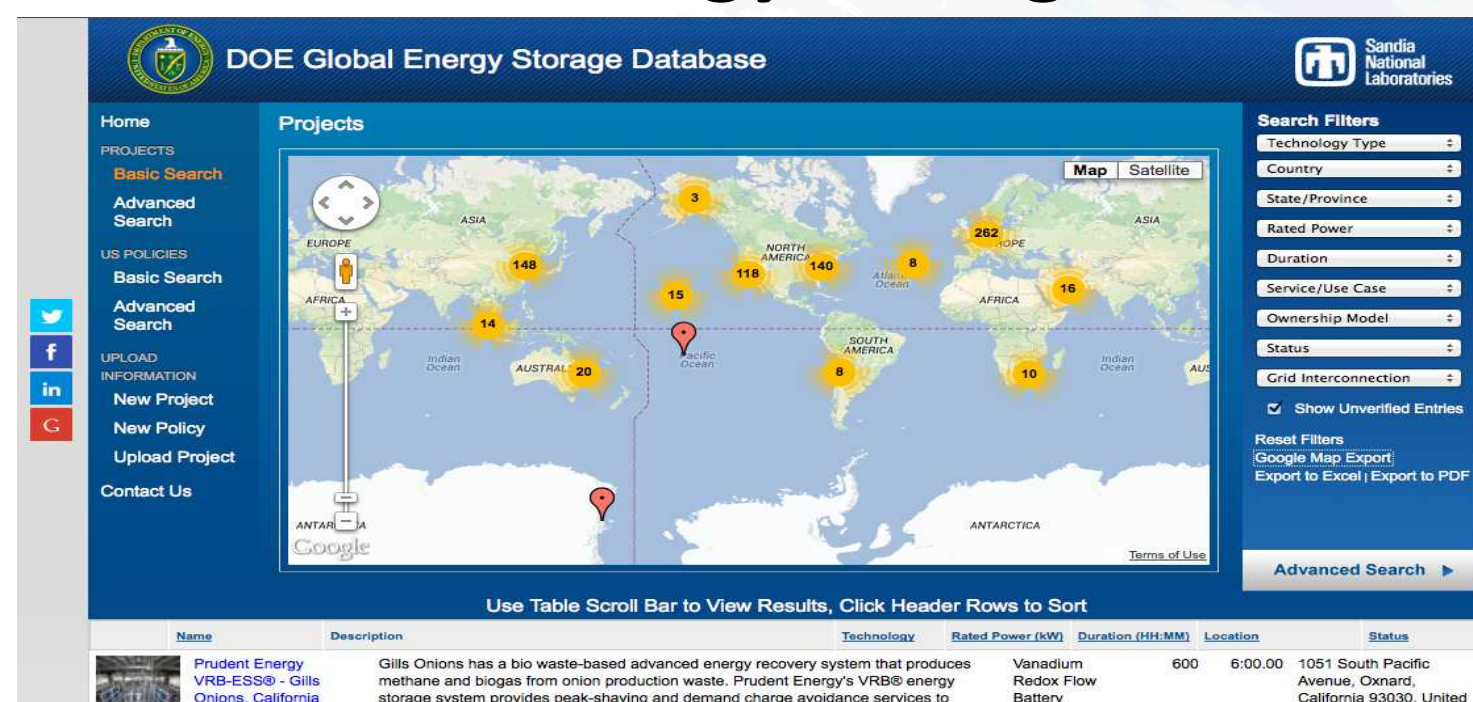 DOE Global Energy Storage Database
Sandia
National
Laboratories
Home
PROJECTS
Basic Search
Advanced
Search
US POLICIES
Basic Search
Advanced
Search
UPLOAD
INFORMATION
New Project
New Policy
Upload Project
Contact Us
f
in
G
Projects
Map
Satellite
3
ASIA
EUROPE
148
AFRICA
14
Indian
Ocean
AUSTRAL
20
15
Pacific
Ocean
NORTH
AMERICA
118
140
8
Ocean
262
OPE
ASIA
16
AFRICA
SOUTH
AMERICA
8
10
Indian
Ocean
AUS
ANTARCTICA
Google
Terms of Use
Search Filters
Technology Type
Country
State/Province
Rated Power
Duration
Service/Use Case
Ownership Model
Status
Grid Interconnection
Show Unverified Entries
Reset Filters
Google Map Export
Export to Excel | Export to PDF
Advanced Search
Use Table Scroll Bar to View Results, Click Header Rows to Sort
Name Description Technology Rated Power (kW) Duration (HH:MM) Location Status
Prudent Energy
VRB-ESS® - Gills
Onions, California
Gills Onions has a bio waste-based advanced energy recovery system that produces
methane and biogas from onion production waste. Prudent Energy's VRB® energy
storage system provides peak-shaving and demand charge avoidance services to
Vanadium
Redox Flow
Battery
600
6:00.00
1051 South Pacific
Avenue, Oxnard,
California 93030, United